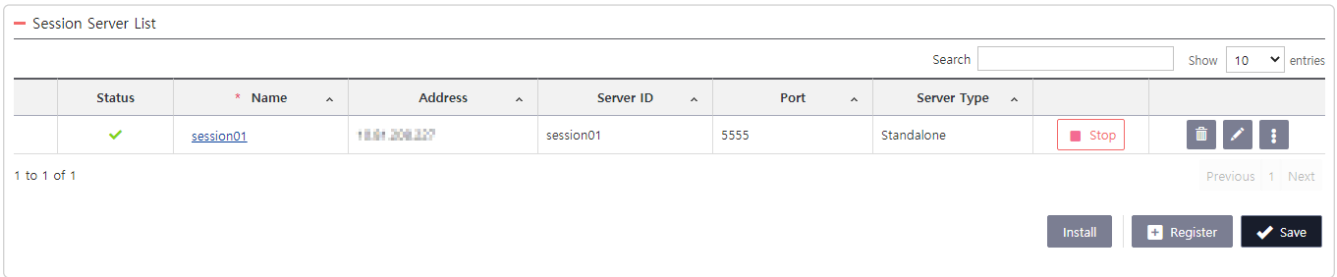 Session Server List
Search Show 10 entries
Status * Name Address Server ID Port Server Type
session01 session01 5555 Standalone Stop
1 to 1 of 1 Previous 1 Next
Install Register Save